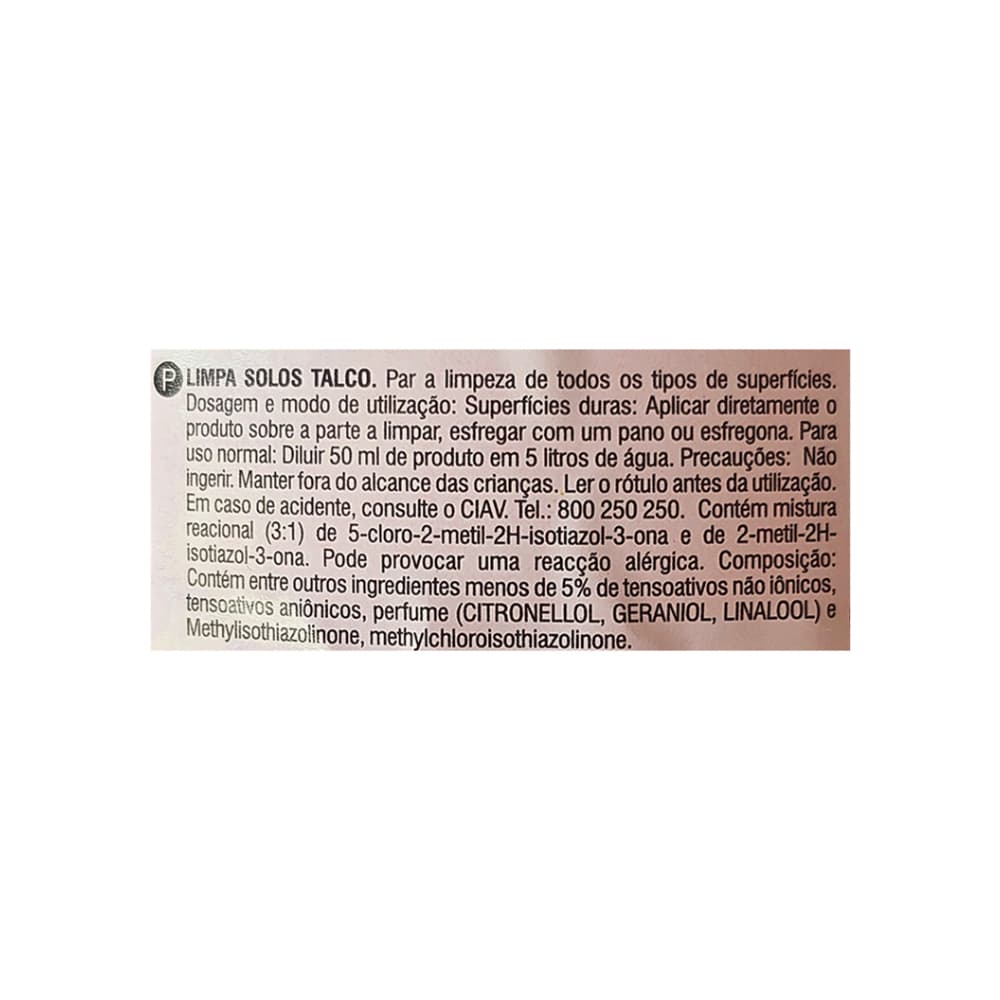 P LIMPA SOLOS TALCO. Par a limpeza de todos os tipos de superfícies.
Dosagem e modo de utilização: Superfícies duras: Aplicar diretamente o
produto sobre a parte a limpar, esfregar com um pano ou esfregona. Para
uso normal: Diluir 50 ml de produto em 5 litros de água. Precauções: Não
ingerir. Manter fora do alcance das crianças. Ler o rótulo antes da utilização.
Em caso de acidente, consulte o CIAV. Tel.: 800 250 250. Contém mistura
reacional (3:1) de 5-cloro-2-metil-2H-isotiazol-3-ona e de 2-metil-2H-
isotiazol-3-ona. Pode provocar uma reacção alérgica. Composição:
Contém entre outros ingredientes menos de 5% de tensoativos não iônicos,
tensoativos aniônicos, perfume (CITRONELLOL, GERANIOL, LINALOOL) e
Methylisothiazolinone, methylchloroisothiazolinone.